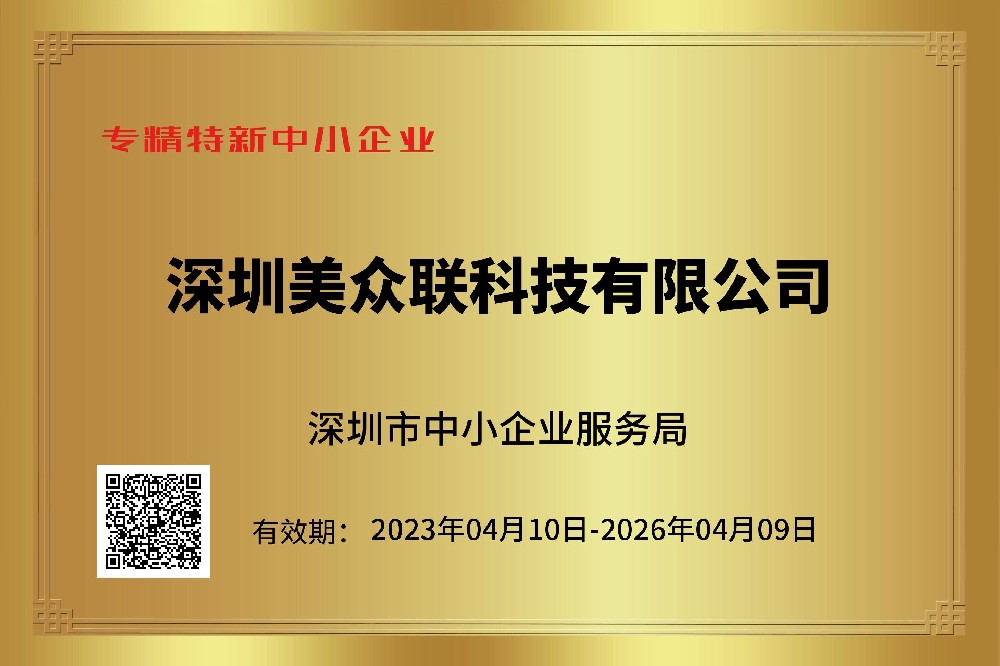 专精特新中小企业
深圳美众联科技有限公司
深圳市中小企业服务局
有效期： 2023年04月10日-2026年04月09日